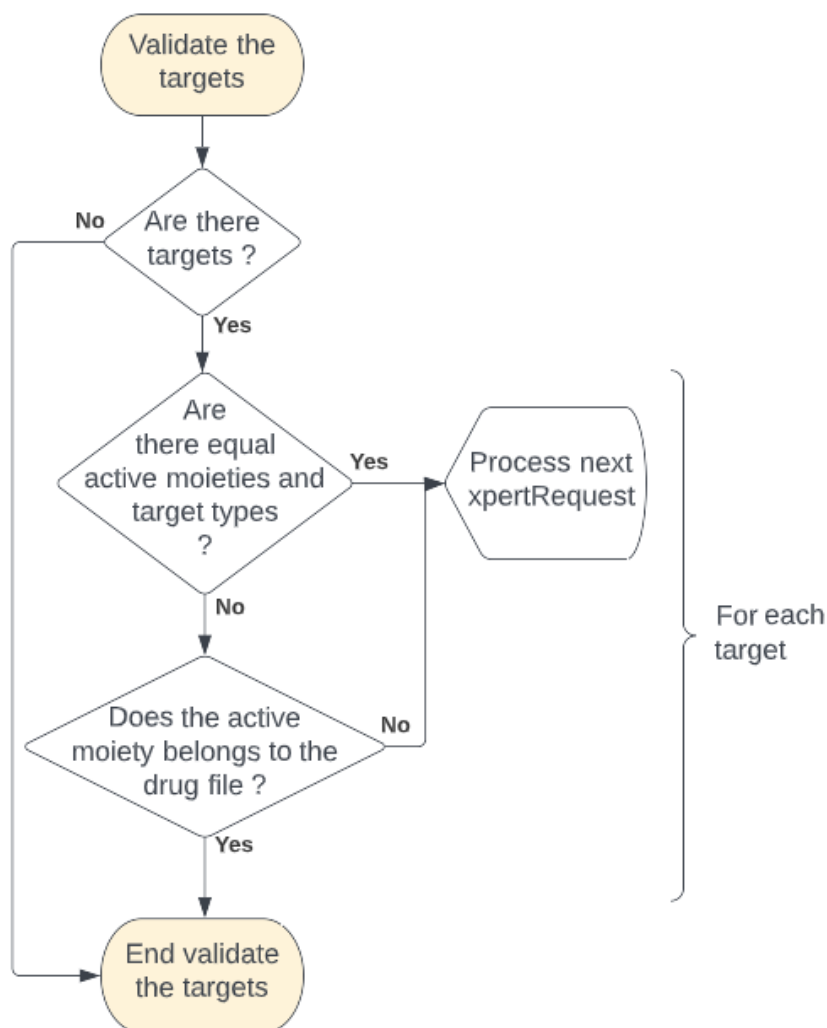 Validate the
targets
No
Are there
targets ?
Yes
Are
there equal
active moieties and
target types
?
Yes
Process next
xpertRequest
No
For each
target
Does the active
moiety belongs to the
drug file ?
No
Yes
End validate
the targets